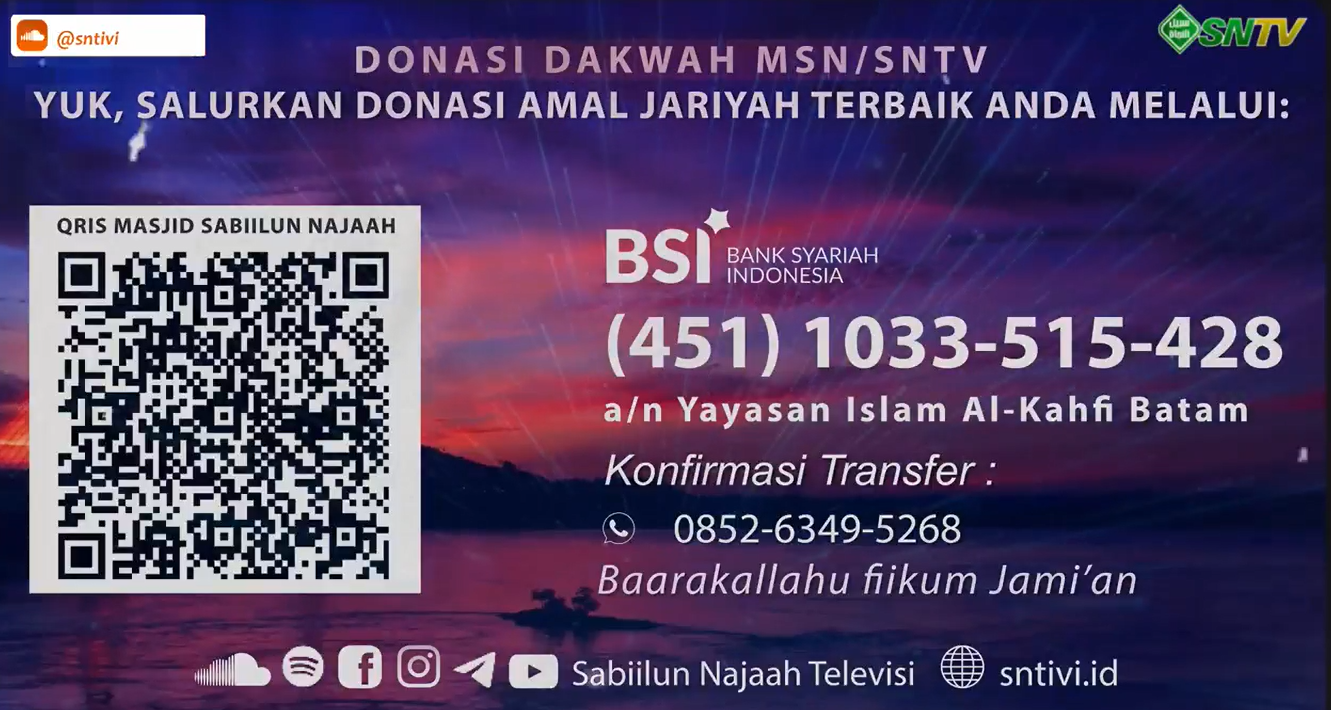 @sntivi
سبيل النجاة
SNTV
DONASI DAKWAH MSN/SNTV
YUK, SALURKAN DONASI AMAL JARIYAH TERBAIK ANDA MELALUI:
QRIS MASJID SABIILUN NAJAAH
BSI BANK SYARIAH
INDONESIA
(451) 1033-515-428
a/n Yayasan Islam Al-Kahfi Batam
Konfirmasi Transfer :
0852-6349-5268
Baarakallahu fiikum Jami'an
Sabiilun Najaah Televisi
sntivi.id